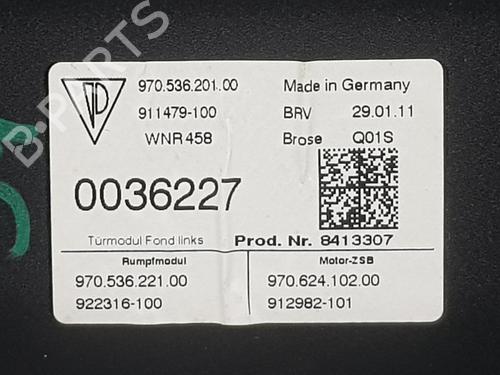 970.536.201.00 Made in Germany
911479-100 BRV 29.01.11
WNR 458 Brose Q01S
0036227
Türmodul Fond links Prod. Nr. 8413307
Rumpfmodul Motor-ZSB
970.536.221.00 970.624.102.00
922316-100 912982-101
B-PARTS